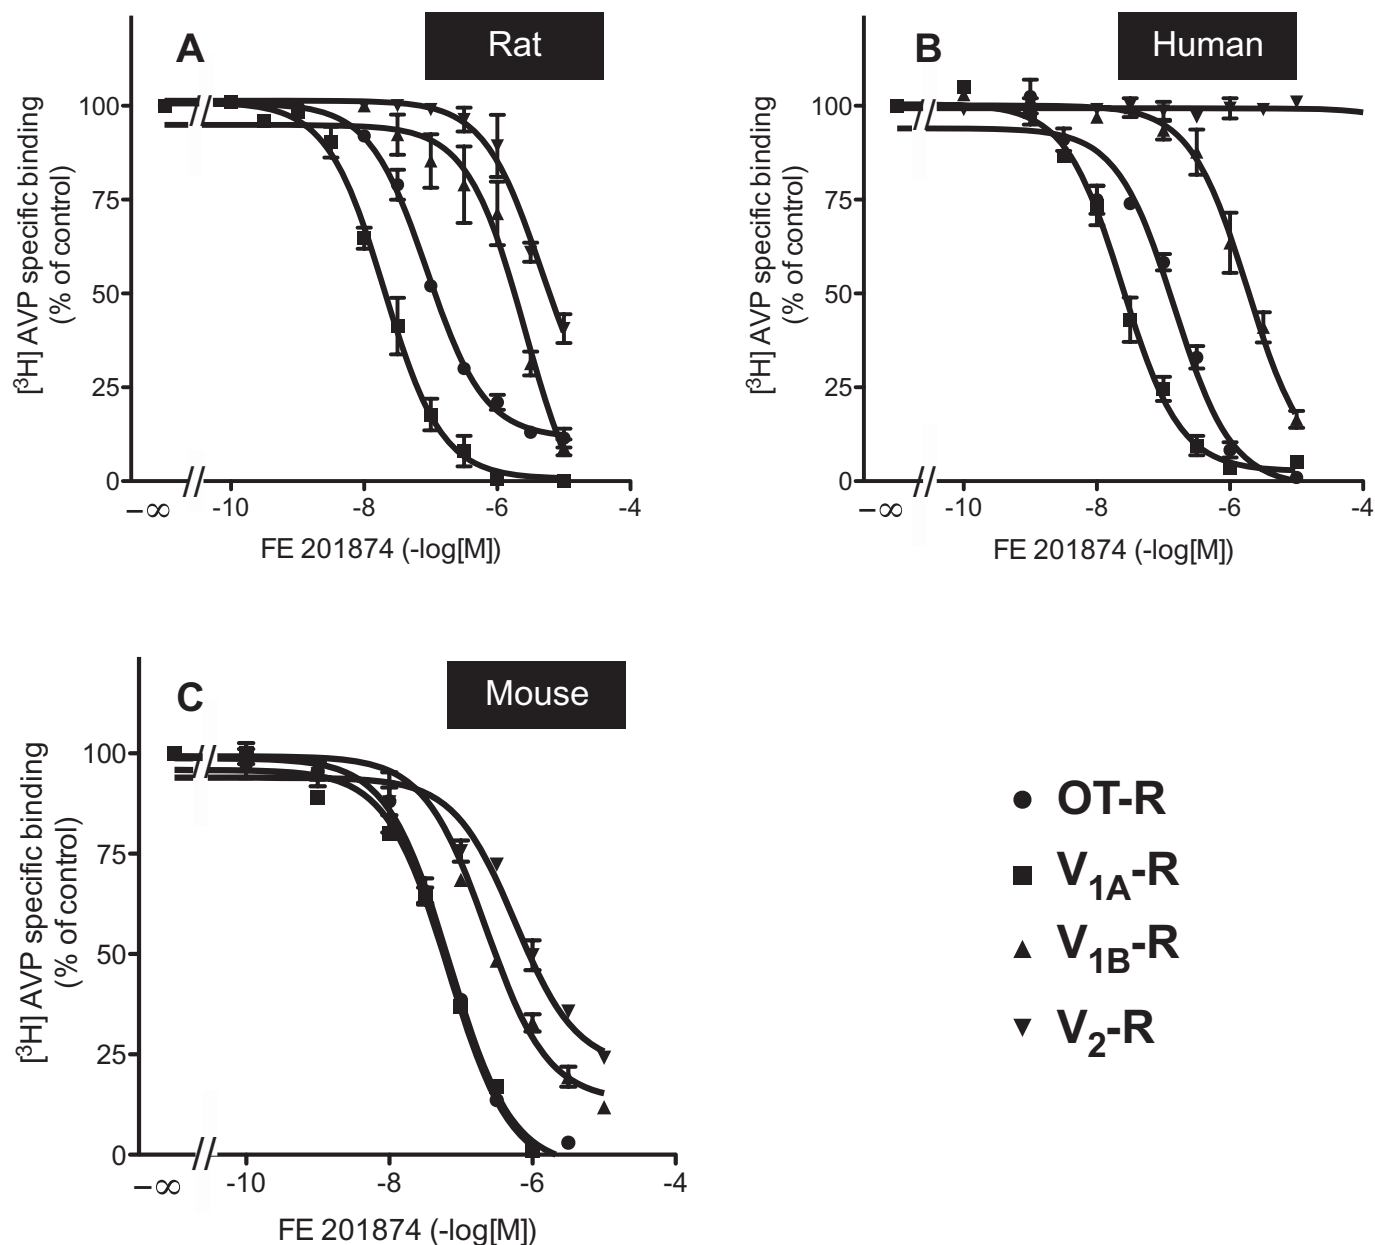 A
Rat
[³H] AVP specific binding
(% of control)
100
75
50
25
0
−∞
-10
-8
-6
-4
FE 201874 (-log[M])
B
Human
[³H] AVP specific binding
(% of control)
100
75
50
25
0
−∞
-10
-8
-6
-4
FE 201874 (-log[M])
C
Mouse
[³H] AVP specific binding
(% of control)
100
75
50
25
0
−∞
-10
-8
-6
-4
FE 201874 (-log[M])
OT-R
V₁A-R
V₁B-R
V₂-R